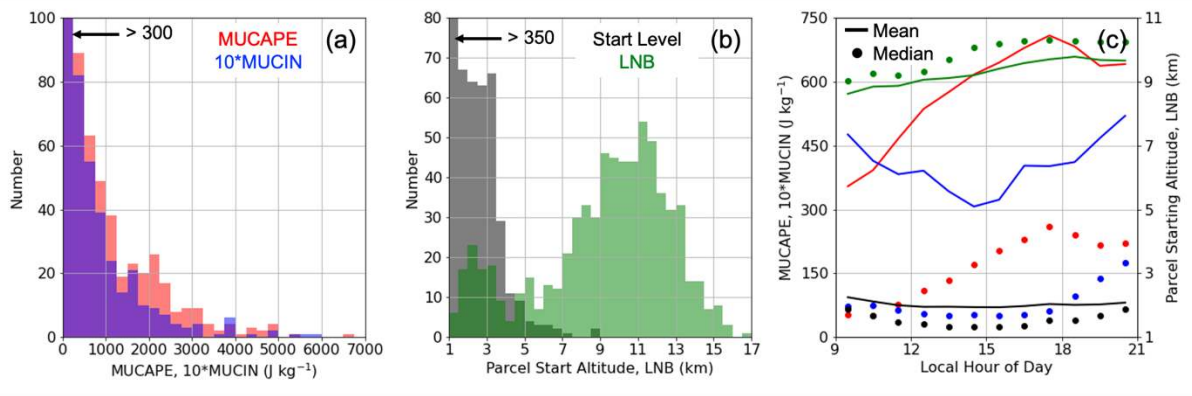 100
80
60
40
20
0
Number
> 300
MUCAPE
10*MUCIN
(a)
0 1000 2000 3000 4000 5000 6000 7000
MUCAPE, 10*MUCIN (J kg⁻¹)
80
70
60
50
40
30
20
10
0
Number
> 350
Start Level
LNB
(b)
1 3 5 7 9 11 13 15 17
Parcel Start Altitude, LNB (km)
750
600
450
300
150
0
MUCAPE, 10*MUCIN (J kg⁻¹)
Mean
Median
(c)
9 12 15 18 21
Local Hour of Day
11
9
7
5
3
1
Parcel Starting Altitude, LNB (km)